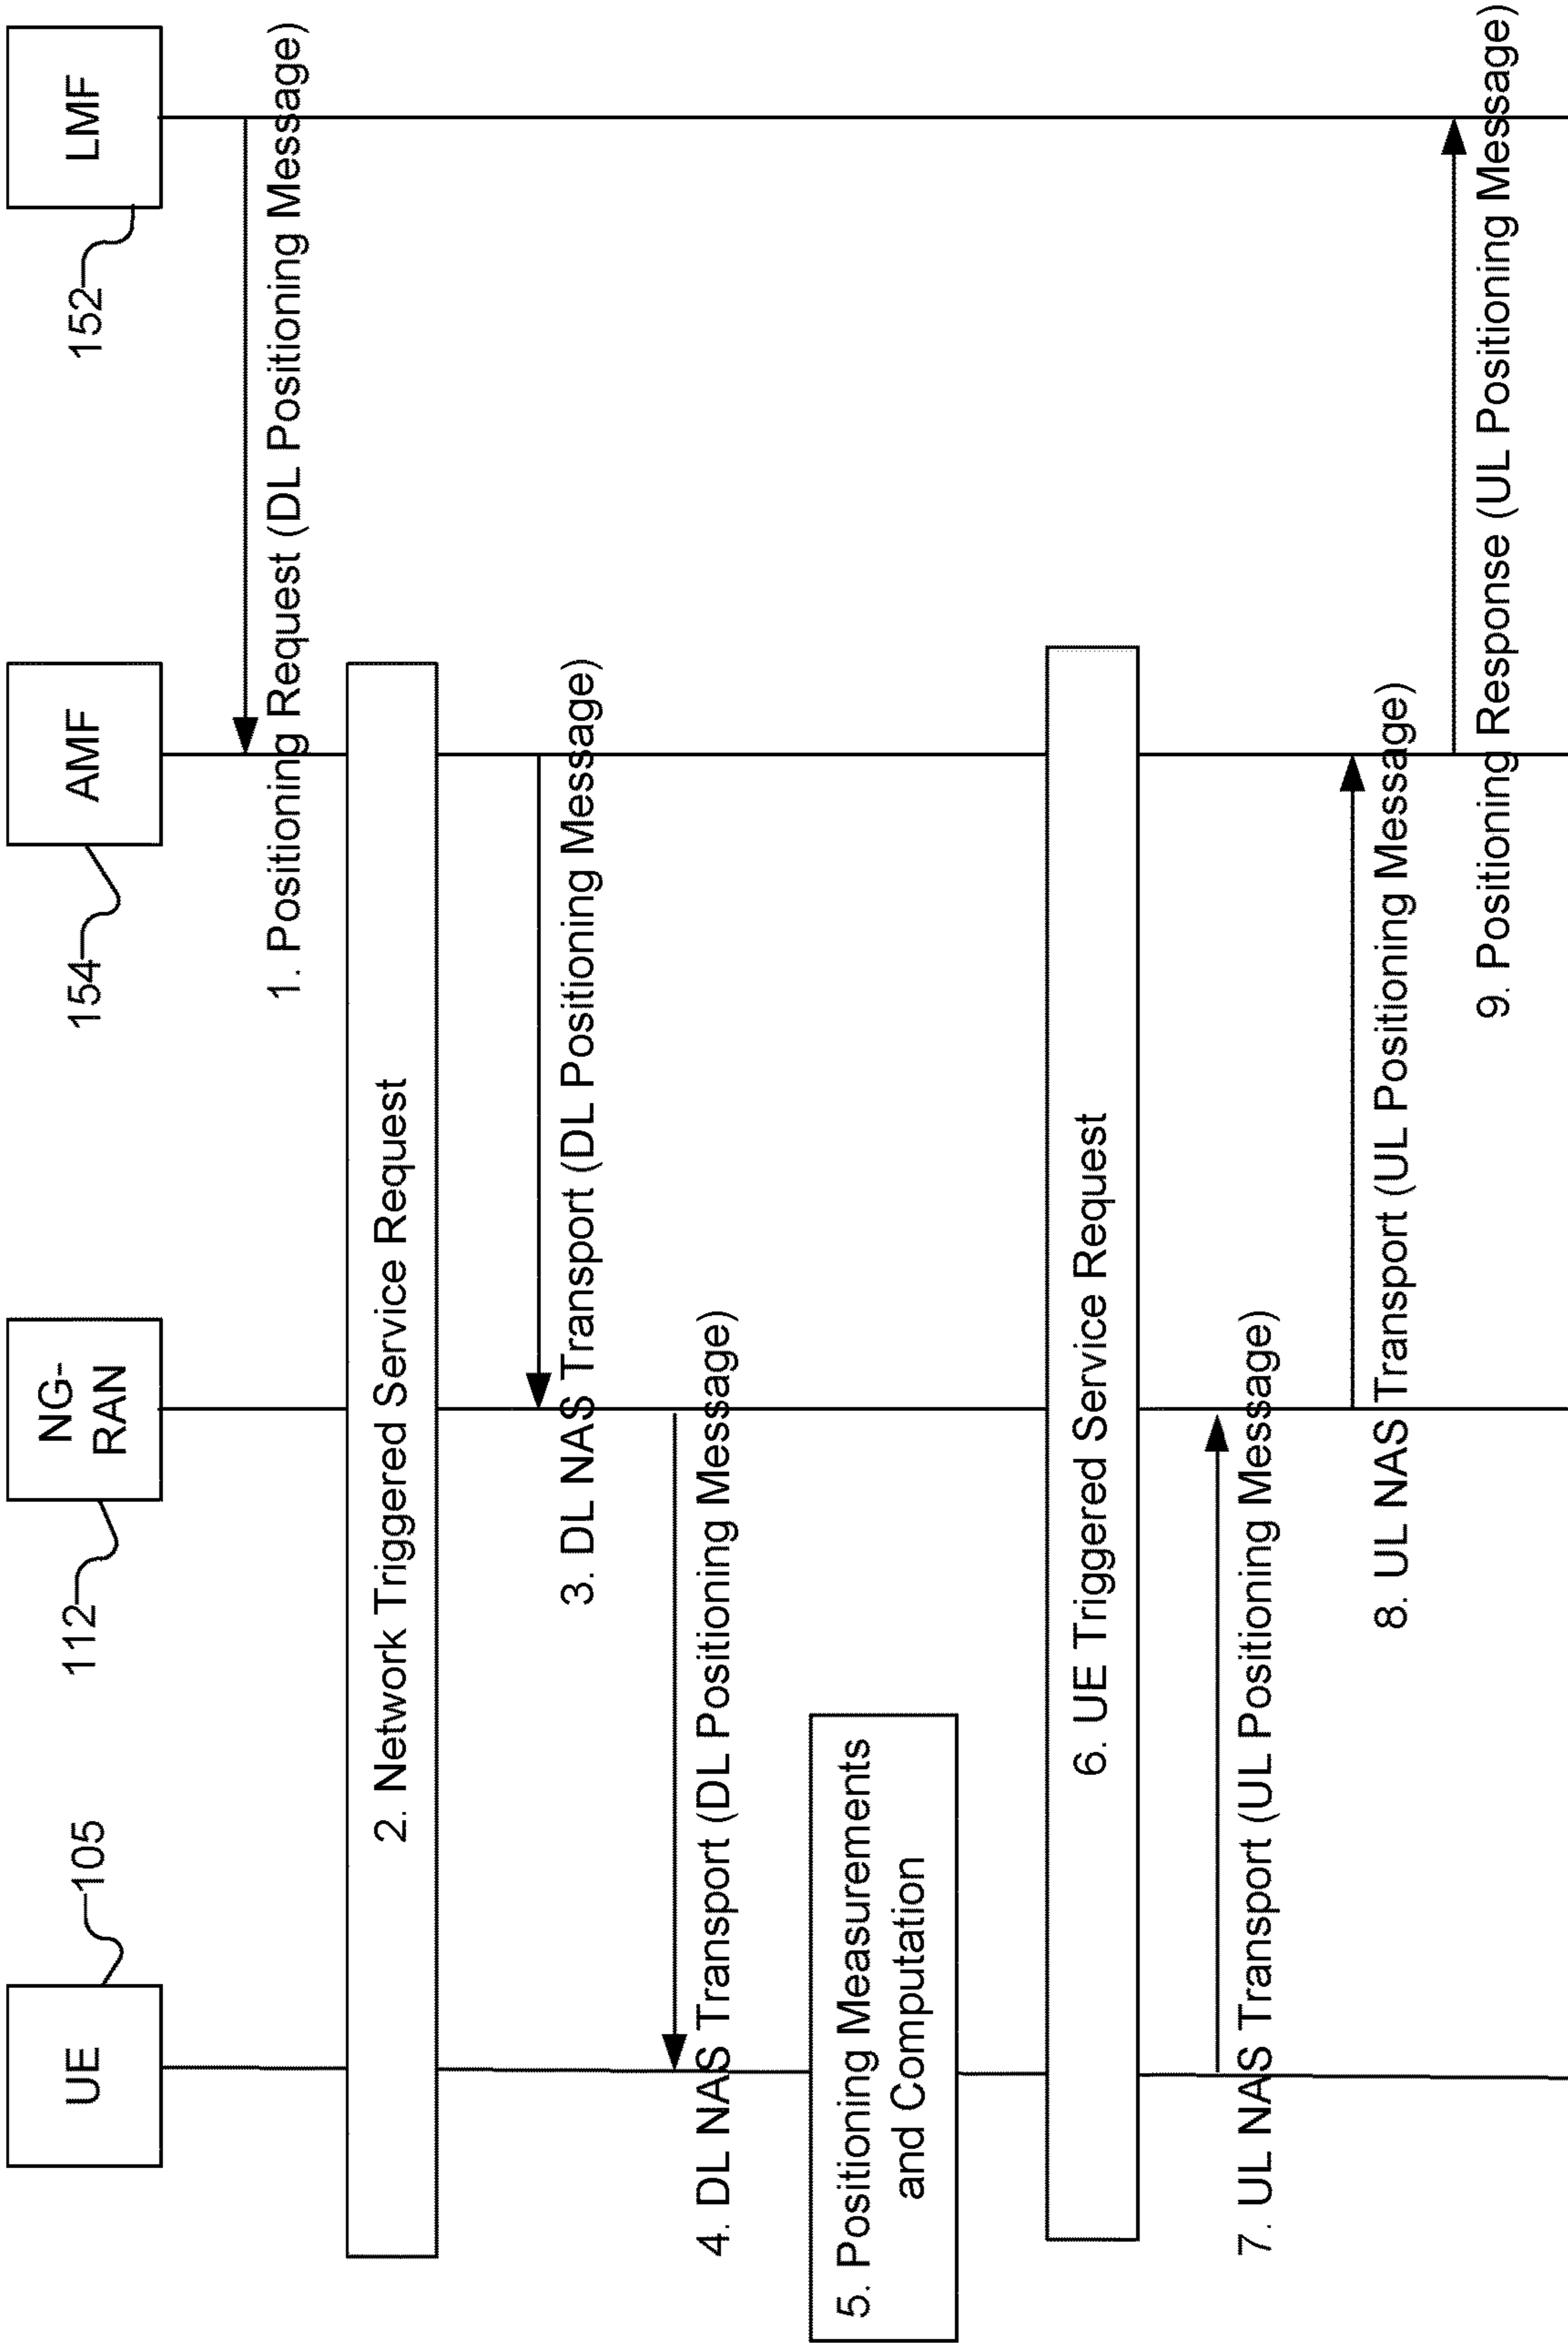 UE
NG-
RAN
AMF
LMF
105
112
154
152
1. Positioning Request (DL Positioning Message)
2. Network Triggered Service Request
3. DL NAS Transport (DL Positioning Message)
4. DL NAS Transport (DL Positioning Message)
5. Positioning Measurements
and Computation
6. UE Triggered Service Request
7. UL NAS Transport (UL Positioning Message)
8. UL NAS Transport (UL Positioning Message)
9. Positioning Response (UL Positioning Message)